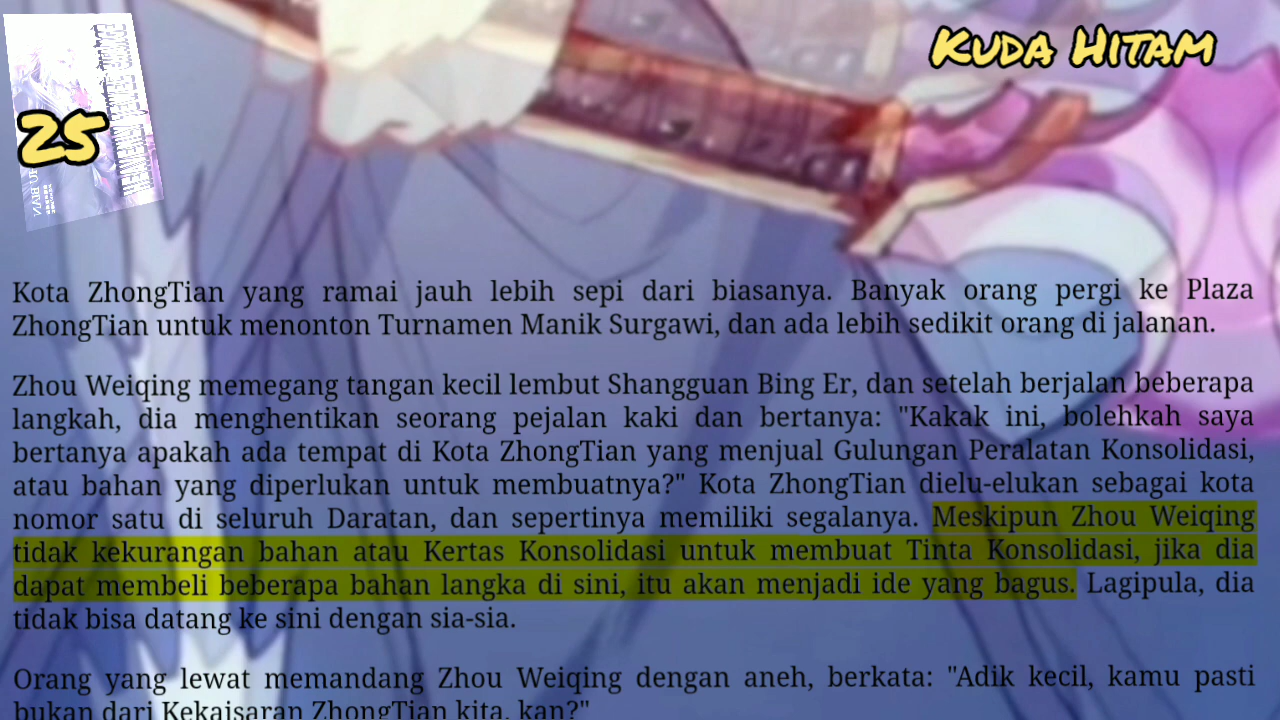 Kuda Hitam
25
Kota ZhongTian yang ramai jauh lebih sepi dari biasanya. Banyak orang pergi ke Plaza
ZhongTian untuk menonton Turnamen Manik Surgawi, dan ada lebih sedikit orang di jalanan.
Zhou Weiqing memegang tangan kecil lembut Shangguan Bing Er, dan setelah berjalan beberapa
langkah, dia menghentikan seorang pejalan kaki dan bertanya: "Kakak ini, bolehkah saya
bertanya apakah ada tempat di Kota ZhongTian yang menjual Gulungan Peralatan Konsolidasi,
atau bahan yang diperlukan untuk membuatnya?" Kota ZhongTian dielu-elukan sebagai kota
nomor satu di seluruh Daratan, dan sepertinya memiliki segalanya. Meskipun Zhou Weiqing
tidak kekurangan bahan atau Kertas Konsolidasi untuk membuat Tinta Konsolidasi, jika dia
dapat membeli beberapa bahan langka di sini, itu akan menjadi ide yang bagus. Lagipula, dia
tidak bisa datang ke sini dengan sia-sia.
Orang yang lewat memandang Zhou Weiqing dengan aneh, berkata: "Adik kecil, kamu pasti
bukan dari Kekaisaran ZhongTian kita, kan?"